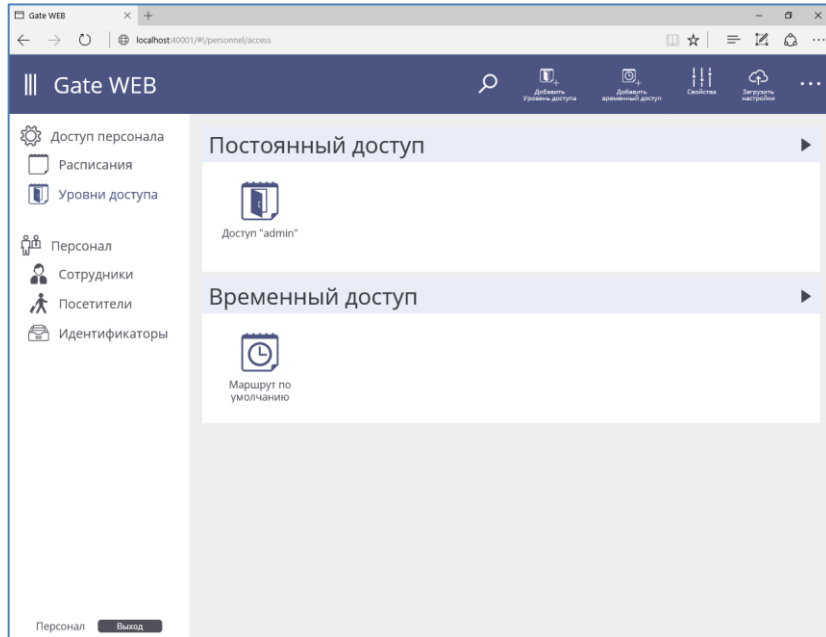 Gate WEB
localhost:40001/#!/personnel/access
Gate WEB
Добавить
Уровень доступа
Добавить
временный доступ
Свойства
Загрузить
настройки
Доступ персонала
Расписания
Уровни доступа
Персонал
Сотрудники
Посетители
Идентификаторы
Постоянный доступ
Доступ "admin"
Временный доступ
Маршрут по
умолчанию
Персонал
Выход